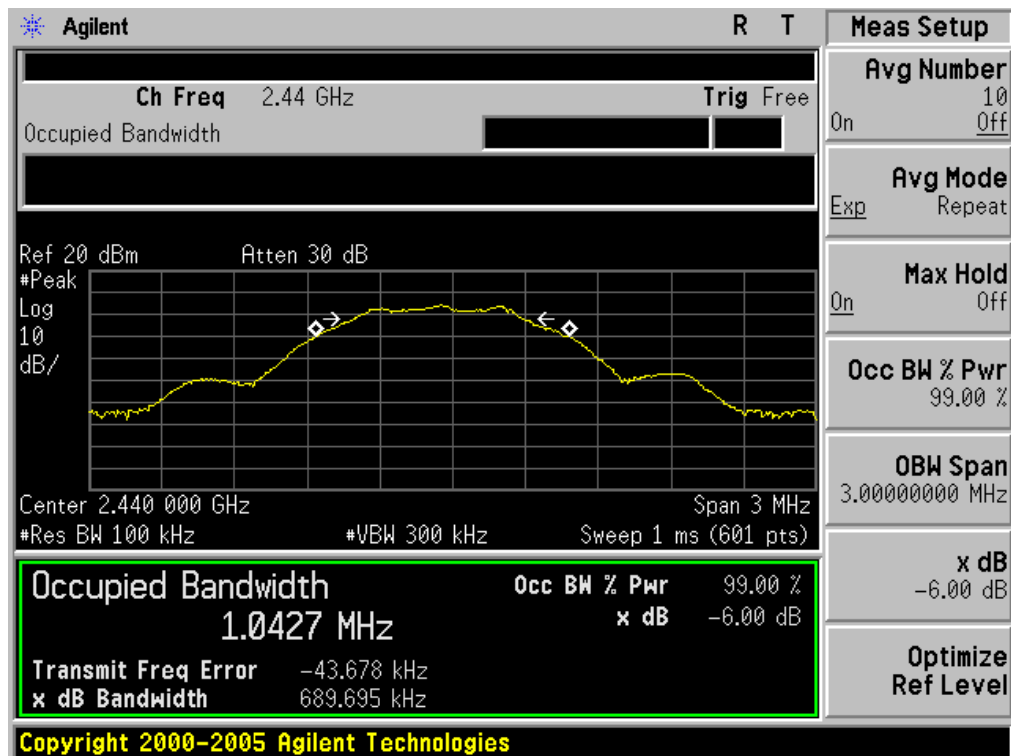 Agilent R T
Ch Freq 2.44 GHz Trig Free
Occupied Bandwidth
Ref 20 dBm Atten 30 dB
#Peak
Log
10
dB/
Center 2.440 000 GHz Span 3 MHz
#Res BW 100 kHz #VBW 300 kHz Sweep 1 ms (601 pts)
Occupied Bandwidth Occ BW % Pwr 99.00 %
1.0427 MHz x dB -6.00 dB
Transmit Freq Error -43.678 kHz
x dB Bandwidth 689.695 kHz
Copyright 2000-2005 Agilent Technologies
Meas Setup
Avg Number
10
On Off
Avg Mode
Exp Repeat
Max Hold
On Off
Occ BW % Pwr
99.00 %
OBW Span
3.00000000 MHz
x dB
-6.00 dB
Optimize
Ref Level